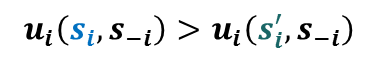 u_i(s_i, s_{-i}) > u_i(s'_i, s_{-i})